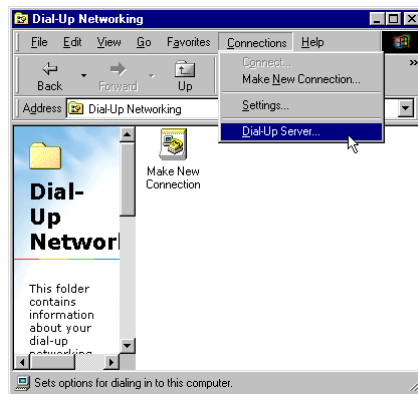 Dial-Up Networking
File Edit View Go Favorites Connections Help
Back Forward Up
Connect...
Make New Connection...
Settings...
Dial-Up Server...
Address Dial-Up Networking
Dial-
Up
Networ
This folder
contains
information
about your
dial-up
networking
Make New
Connection
Sets options for dialing in to this computer.